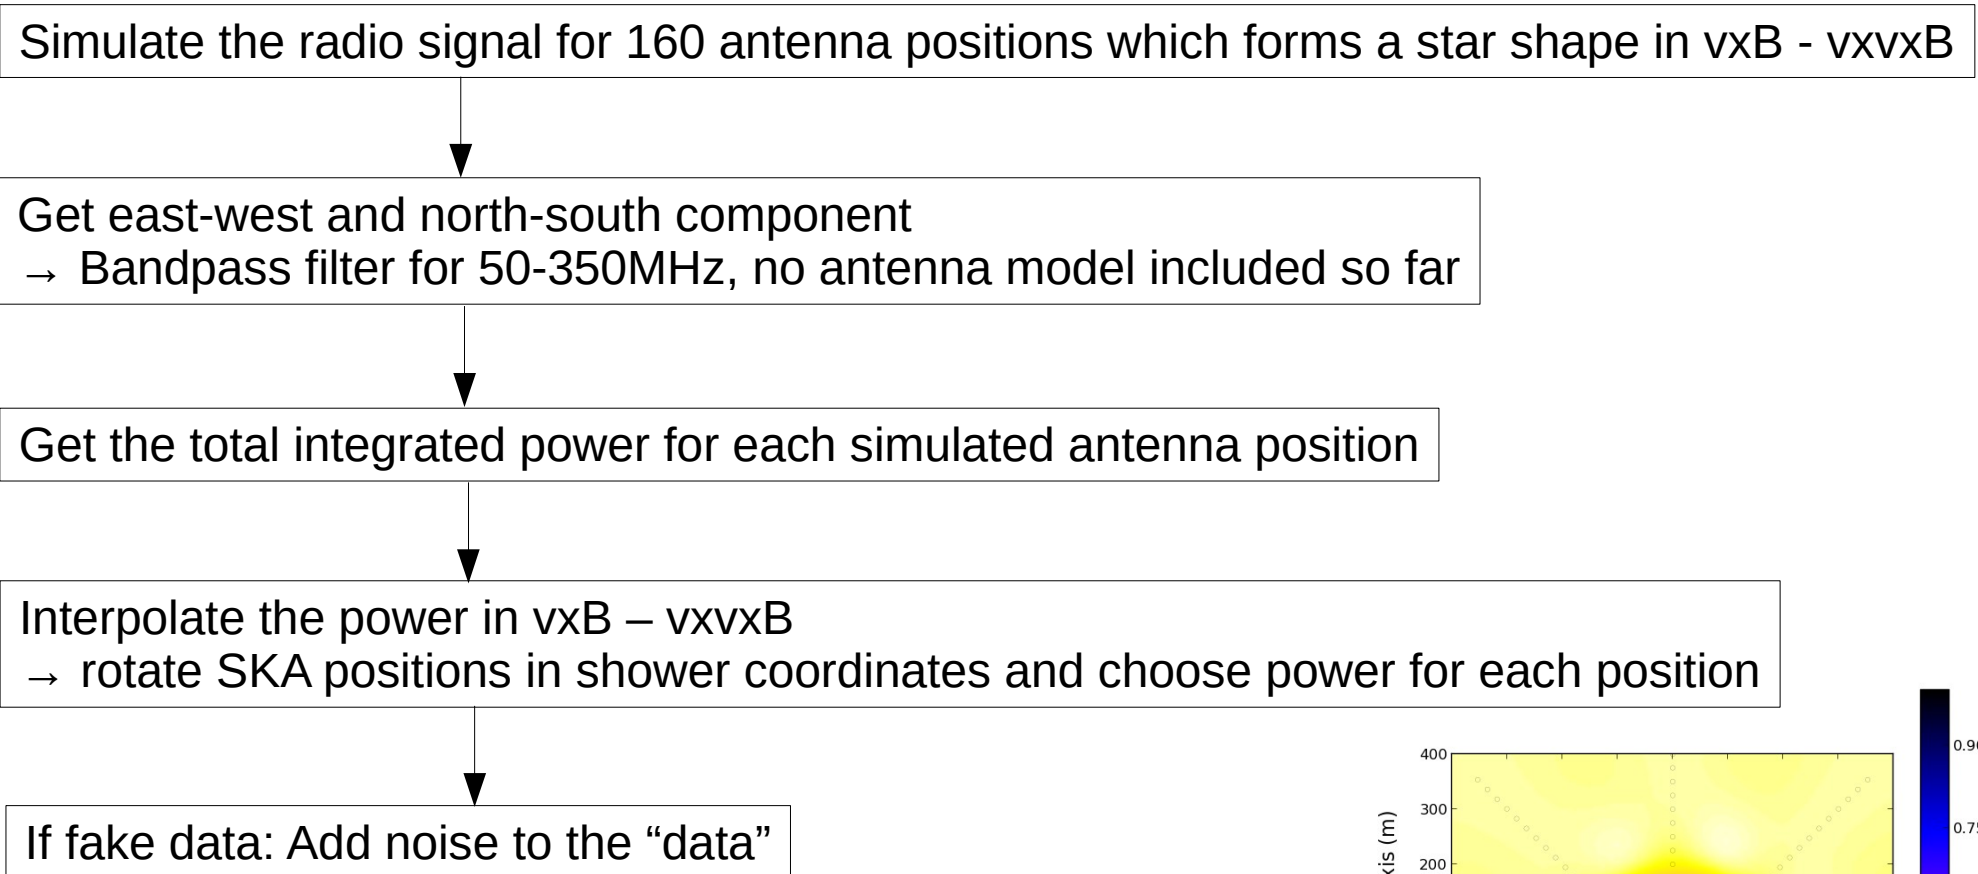 Simulate the radio signal for 160 antenna positions which forms a star shape in vxB - vxvxB
Get east-west and north-south component
→ Bandpass filter for 50-350MHz, no antenna model included so far
Get the total integrated power for each simulated antenna position
Interpolate the power in vxB – vxvxB
→ rotate SKA positions in shower coordinates and choose power for each position
If fake data: Add noise to the “data”
400
300
200
(m)